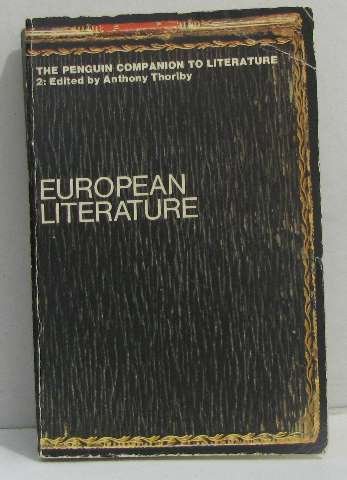 THE PENGUIN COMPANION TO LITERATURE
2: Edited by Anthony Thorlby
EUROPEAN
LITERATURE